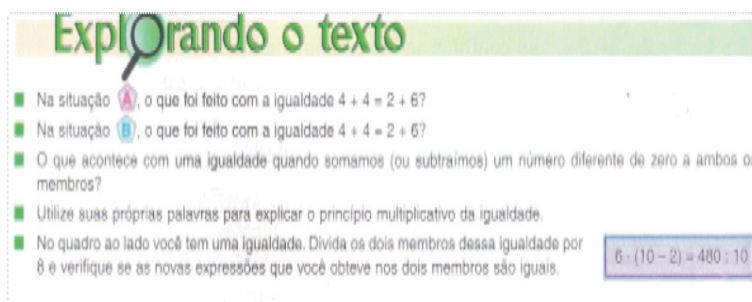 Explorando o texto
Na situação A, o que foi feito com a igualdade 4 + 4 = 2 + 6?
Na situação B, o que foi feito com a igualdade 4 + 4 = 2 + 6?
O que acontece com uma igualdade quando somamos (ou subtraímos) um número diferente de zero a ambos os
membros?
Utilize suas próprias palavras para explicar o princípio multiplicativo da igualdade.
No quadro ao lado você tem uma igualdade. Divida os dois membros dessa igualdade por
8 e verifique se as novas expressões que você obteve nos dois membros são iguais.
6 · (10 – 2) = 480 : 10